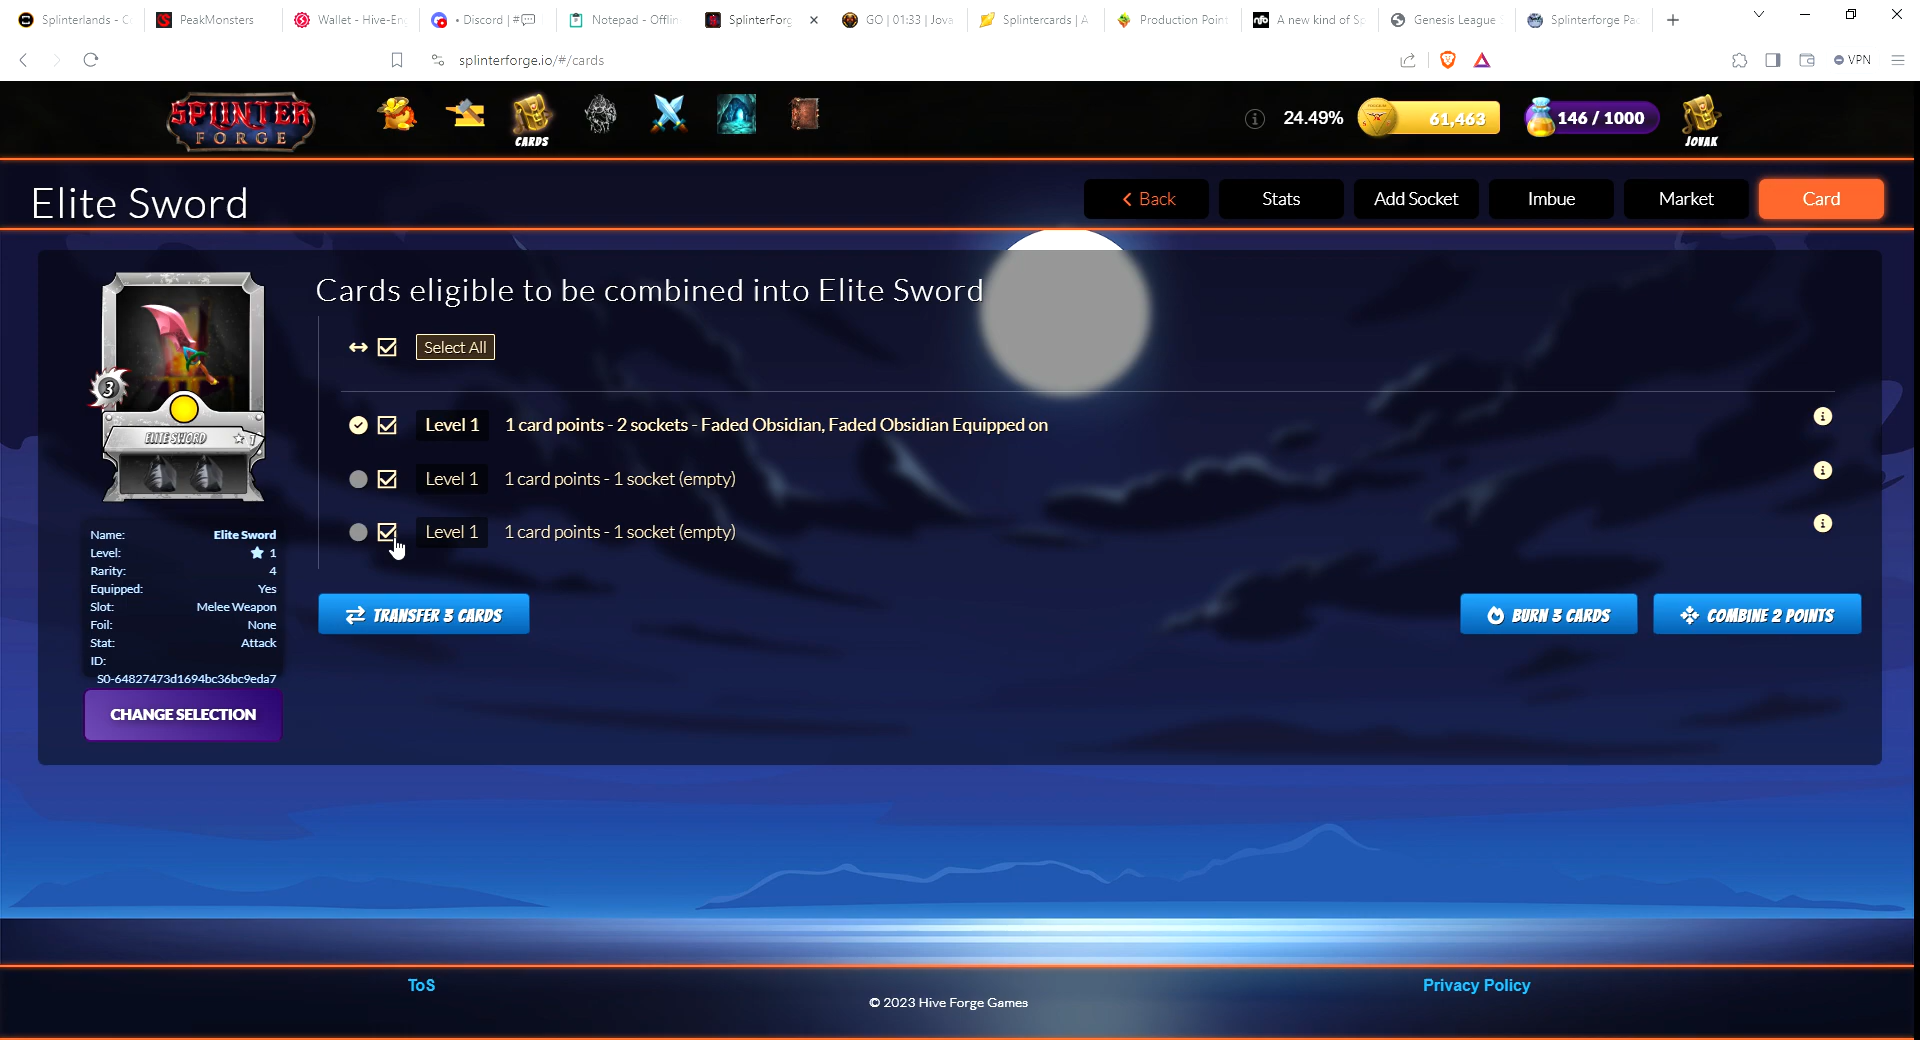 Splinterlands - Co
PeakMonsters
Wallet - Hive-Eng
• Discord | #
Notepad - Offlin
SplinterForg
GO | 01:33 | Jova
Splintercards | A
Production Point
A new kind of Sp
Genesis League S
Splinterforge Pa
splinterforge.io/#/cards
VPN
SPLINTER
FORGE
CARDS
24.49%
61,463
146 / 1000
JOVAK
Elite Sword
Back
Stats
Add Socket
Imbue
Market
Card
Cards eligible to be combined into Elite Sword
Select All
Level 1 1 card points - 2 sockets - Faded Obsidian, Faded Obsidian Equipped on
Level 1 1 card points - 1 socket (empty)
Level 1 1 card points - 1 socket (empty)
3
ELITE SWORD ★ 1
Name: Elite Sword
Level: ★ 1
Rarity: 4
Equipped: Yes
Slot: Melee Weapon
Foil: None
Stat: Attack
ID:
S0-64827473d1694bc36bc9eda7
CHANGE SELECTION
TRANSFER 3 CARDS
BURN 3 CARDS
COMBINE 2 POINTS
ToS
© 2023 Hive Forge Games
Privacy Policy